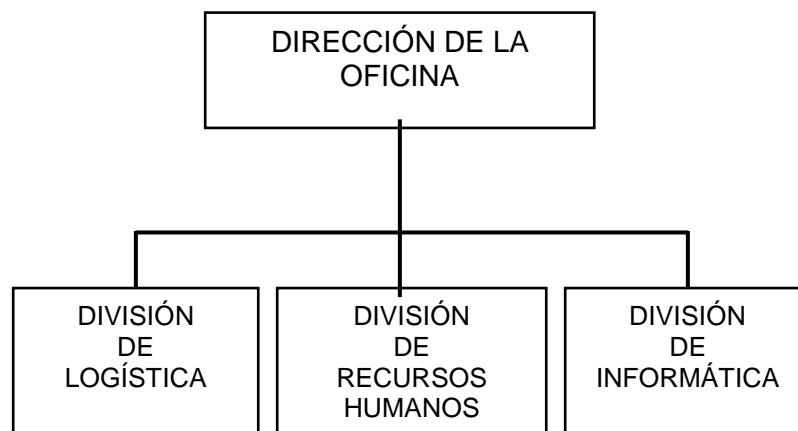 DIRECCIÓN DE LA
OFICINA
DIVISIÓN
DE
LOGÍSTICA
DIVISIÓN
DE
RECURSOS
HUMANOS
DIVISIÓN
DE
INFORMÁTICA